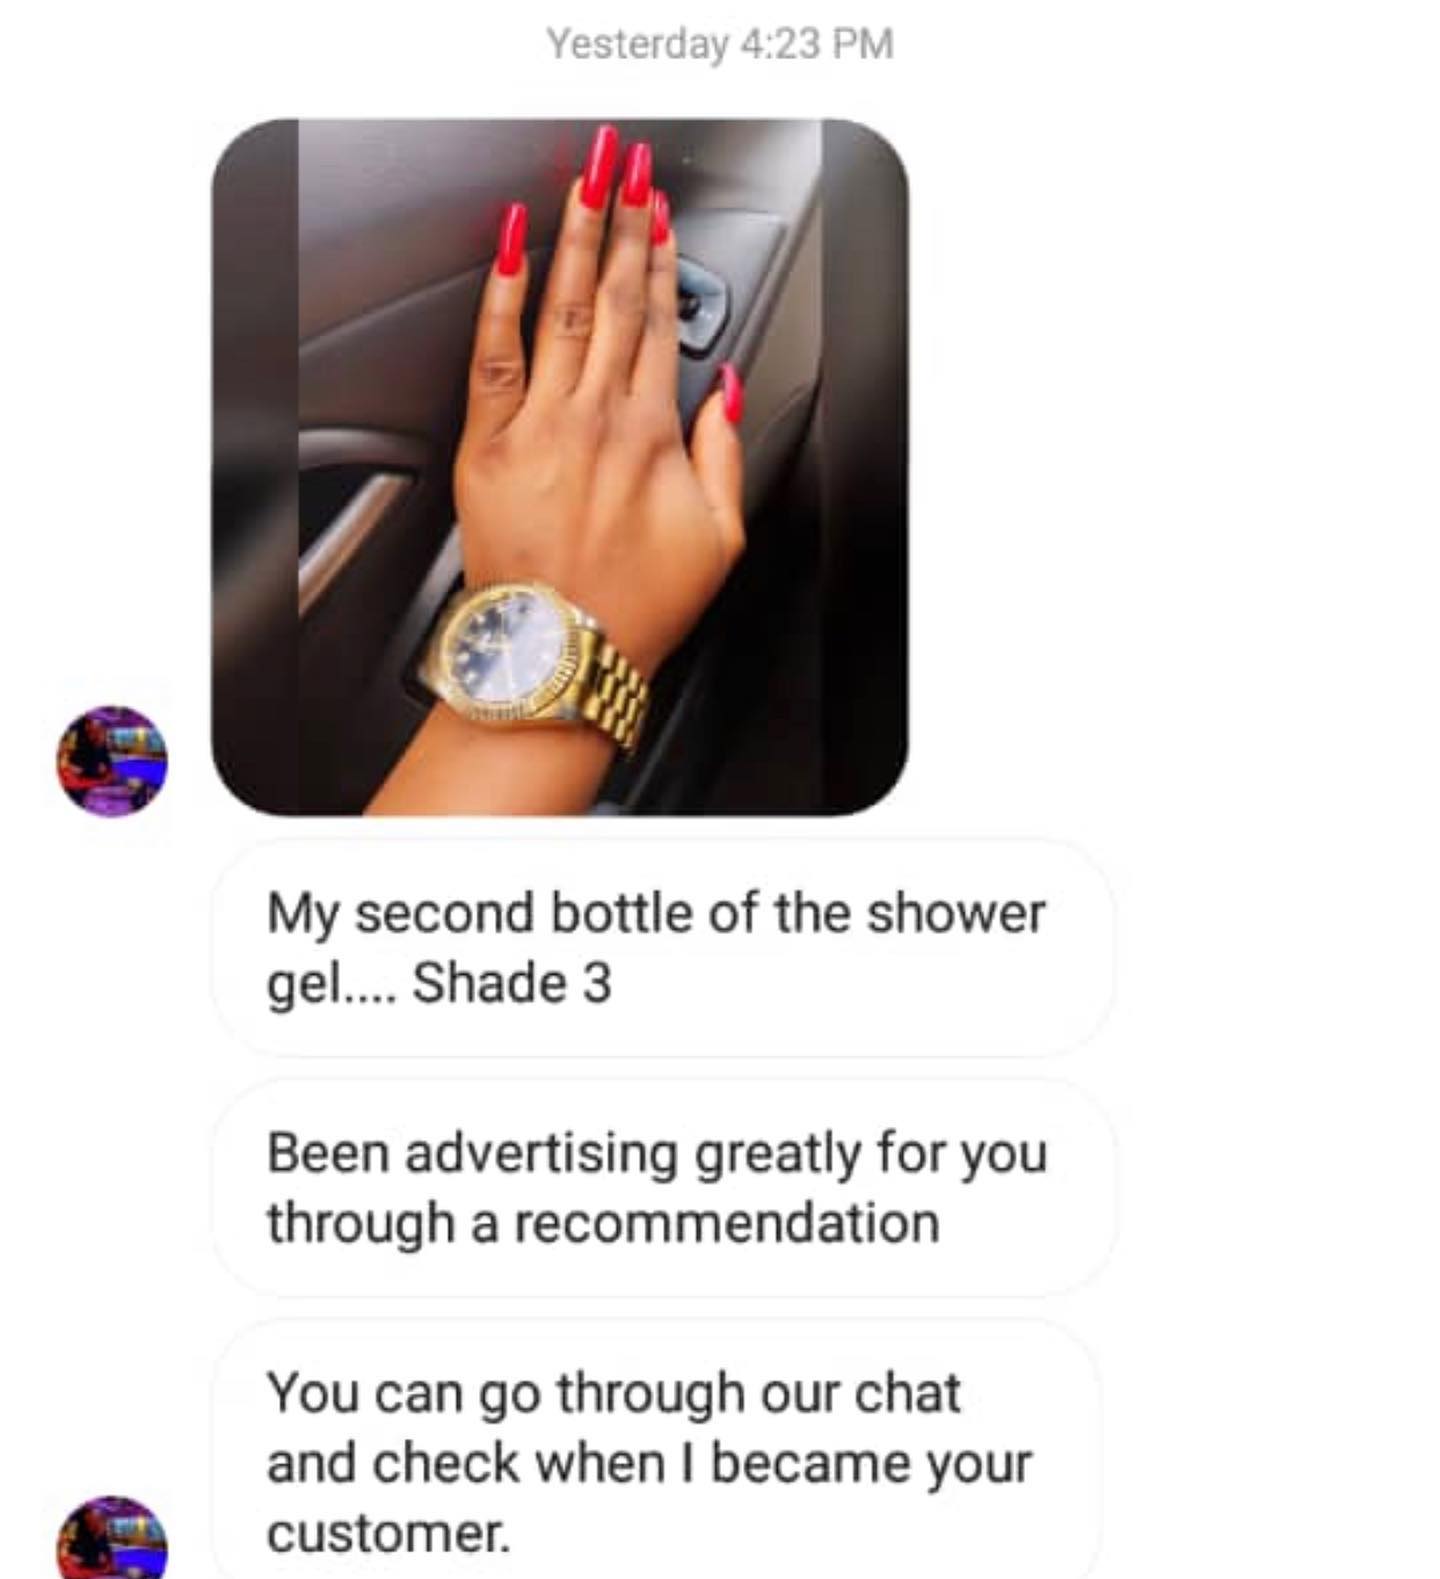 Yesterday 4:23 PM
My second bottle of the shower
gel.... Shade 3
Been advertising greatly for you
through a recommendation
You can go through our chat
and check when I became your
customer.